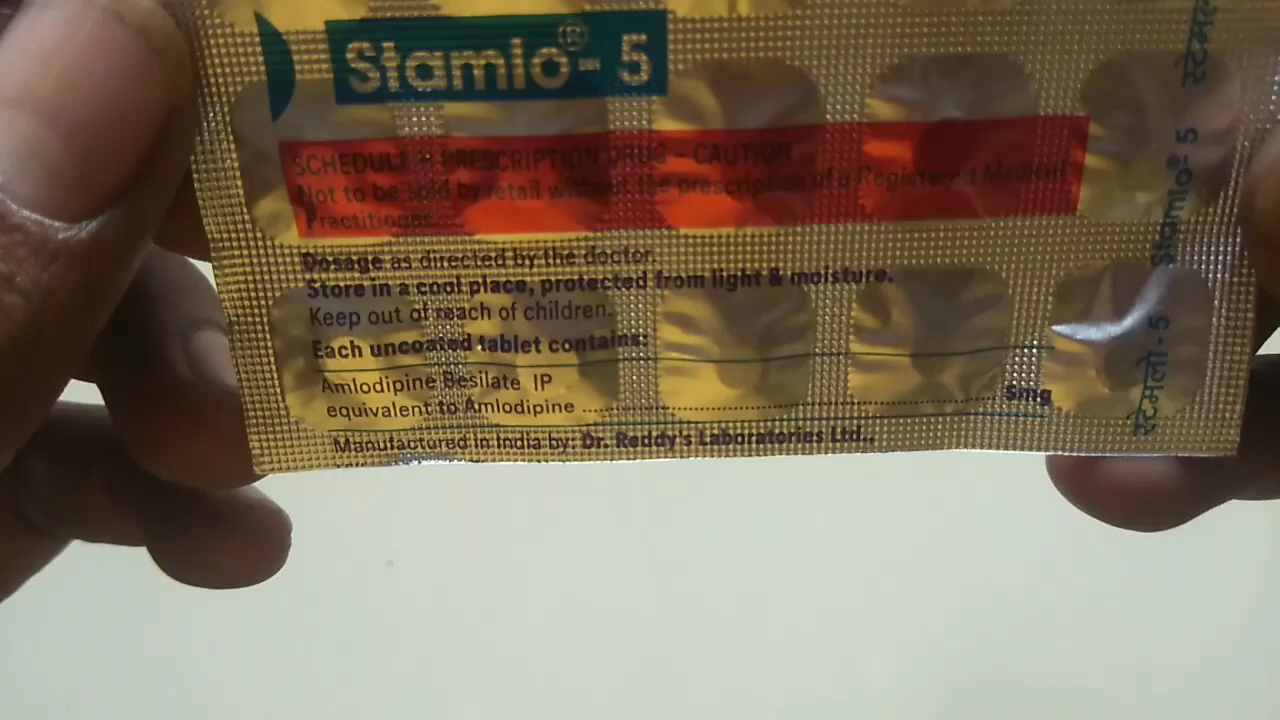 Stamlo®-5
SCHEDULE H PRESCRIPTION DRUG - CAUTION
Not to be sold by retail without the prescription of a Registered Medical
Practitioner.
Dosage as directed by the doctor.
Store in a cool place, protected from light & moisture.
Keep out of reach of children.
Each uncoated tablet contains:
Amlodipine Besilate IP
equivalent to Amlodipine ........................ 5mg
Manufactured in India by: Dr. Reddy's Laboratories Ltd.,
स्टेमलो-5
Stamlo®-5